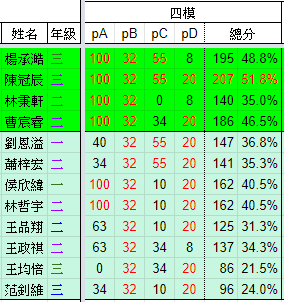 四模
姓名 年級 pA pB pC pD 總分
楊承澔 三 100 32 55 8 195 48.8%
陳冠辰 三 100 32 55 20 207 51.8%
林秉軒 二 100 32 0 8 140 35.0%
曹宸睿 二 100 32 34 20 186 46.5%
劉恩溢 一 40 32 55 20 147 36.8%
蕭梓宏 二 34 32 55 20 141 35.3%
侯欣緯 一 100 32 10 20 162 40.5%
林哲宇 二 100 32 10 20 162 40.5%
王品翔 二 63 32 10 20 125 31.3%
王政祺 二 63 32 34 8 137 34.3%
王均倍 三 0 32 34 20 86 21.5%
范釗維 三 34 32 10 20 96 24.0%